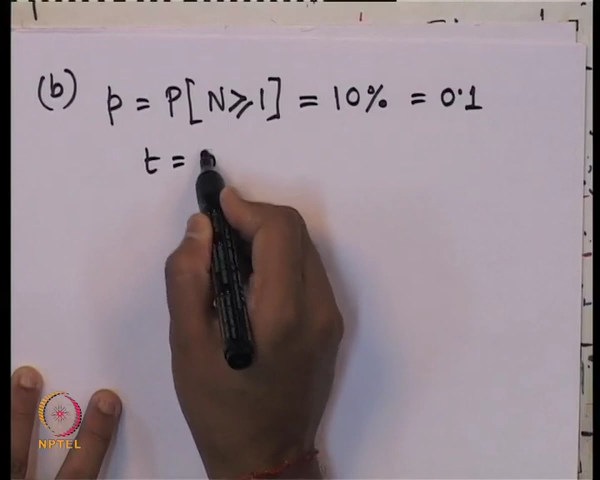 (b) p = P[N≥1] = 10% = 0.1
t =
NPTEL